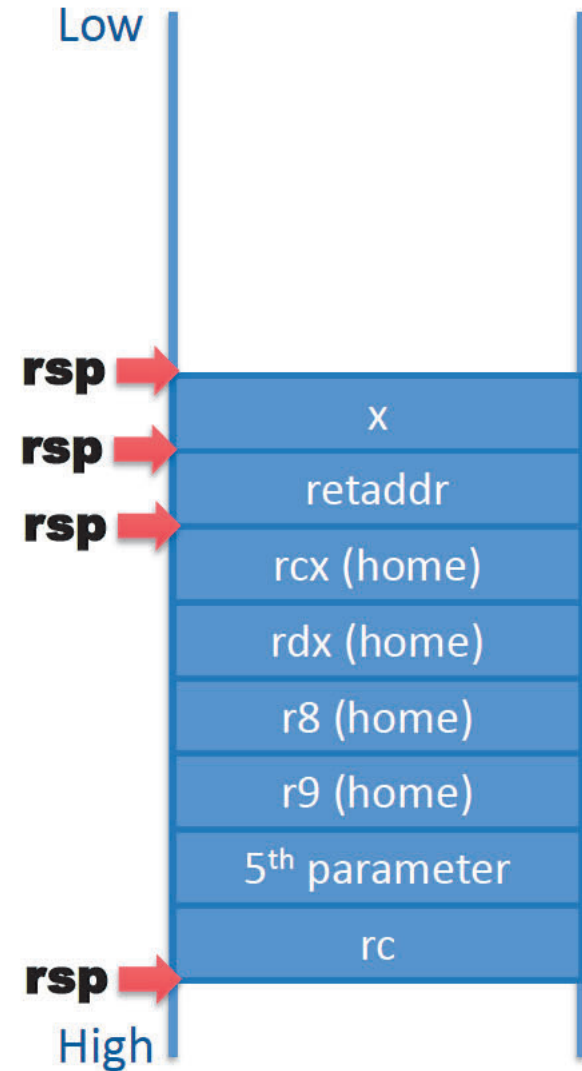 Low
rsp
x
rsp
retaddr
rsp
rcx (home)
rdx (home)
r8 (home)
r9 (home)
5th parameter
rc
rsp
High